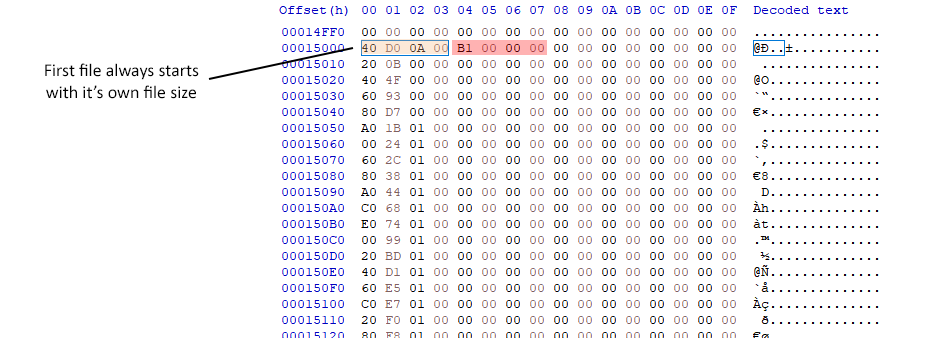 Offset(h) 00 01 02 03 04 05 06 07 08 09 0A 0B 0C 0D 0E 0F Decoded text
00014FF0 00 00 00 00 00 00 00 00 00 00 00 00 00 00 00 00 ................
00015000 40 D0 0A 00 B1 00 00 00 00 00 00 00 00 00 00 00 @Ð..±...........
00015010 20 0B 00 00 00 00 00 00 00 00 00 00 00 00 00 00  ...............
First file always starts
with it's own file size
00015020 40 4F 00 00 00 00 00 00 00 00 00 00 00 00 00 00 @O..............
00015030 60 93 00 00 00 00 00 00 00 00 00 00 00 00 00 00 `“..............
00015040 80 D7 00 00 00 00 00 00 00 00 00 00 00 00 00 00 €×..............
00015050 A0 1B 01 00 00 00 00 00 00 00 00 00 00 00 00 00  ...............
00015060 00 24 01 00 00 00 00 00 00 00 00 00 00 00 00 00 .$..............
00015070 60 2C 01 00 00 00 00 00 00 00 00 00 00 00 00 00 `,..............
00015080 80 38 01 00 00 00 00 00 00 00 00 00 00 00 00 00 €8..............
00015090 A0 44 01 00 00 00 00 00 00 00 00 00 00 00 00 00  D..............
000150A0 C0 68 01 00 00 00 00 00 00 00 00 00 00 00 00 00 Àh..............
000150B0 E0 74 01 00 00 00 00 00 00 00 00 00 00 00 00 00 àt..............
000150C0 00 99 01 00 00 00 00 00 00 00 00 00 00 00 00 00 .™..............
000150D0 20 BD 01 00 00 00 00 00 00 00 00 00 00 00 00 00  ½..............
000150E0 40 D1 01 00 00 00 00 00 00 00 00 00 00 00 00 00 @Ñ..............
000150F0 60 E5 01 00 00 00 00 00 00 00 00 00 00 00 00 00 `å..............
00015100 C0 E7 01 00 00 00 00 00 00 00 00 00 00 00 00 00 Àç..............
00015110 20 F0 01 00 00 00 00 00 00 00 00 00 00 00 00 00  ð..............
00015120 80 F8 01 00 00 00 00 00 00 00 00 00 00 00 00 00 €ø..............